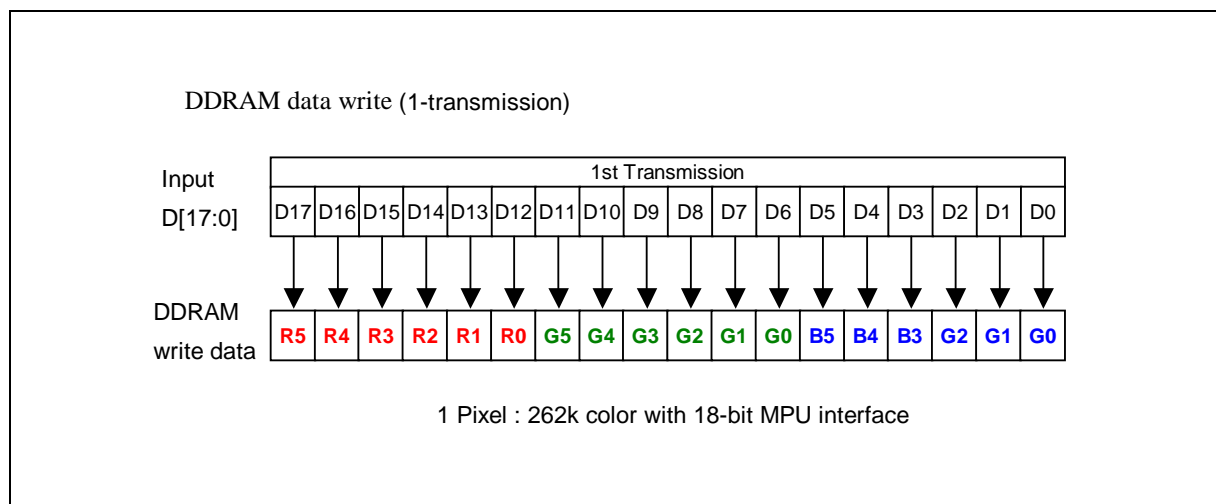 DDRAM data write (1-transmission)
1st Transmission
Input
D[17:0]
D17 D16 D15 D14 D13 D12 D11 D10 D9 D8 D7 D6 D5 D4 D3 D2 D1 D0
DDRAM
write data
R5 R4 R3 R2 R1 R0 G5 G4 G3 G2 G1 G0 B5 B4 B3 G2 G1 G0
1 Pixel : 262k color with 18-bit MPU interface